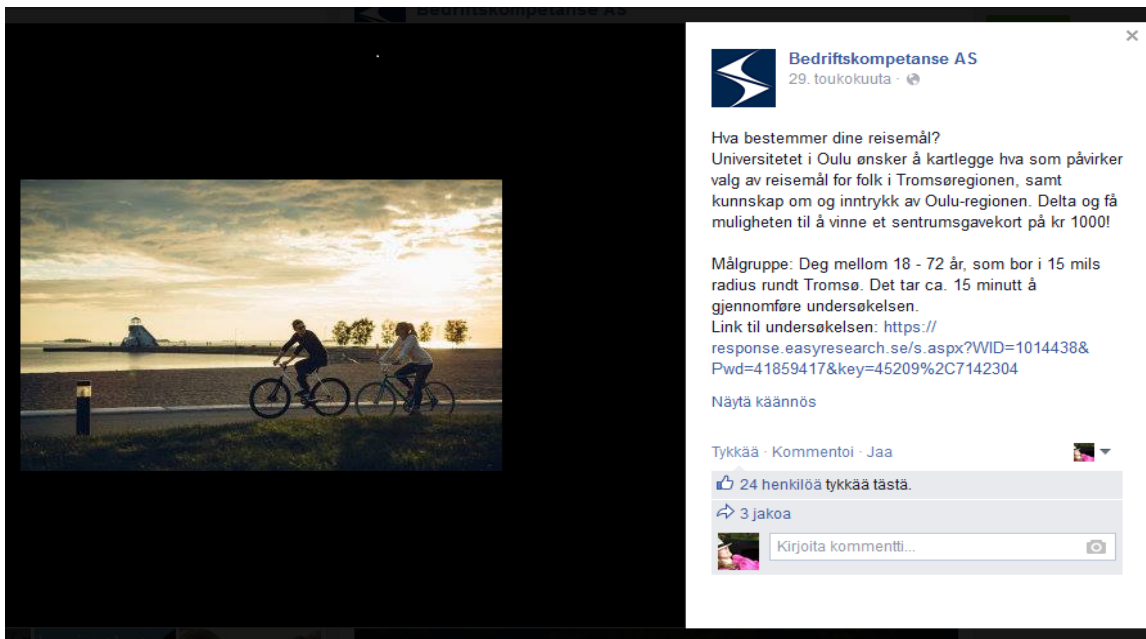 Bedriftskompetanse AS
Bedriftskompetanse AS
29. toukokuuta ·
Hva bestemmer dine reisemål?
Universitetet i Oulu ønsker å kartlegge hva som påvirker
valg av reisemål for folk i Tromsøregionen, samt
kunnskap om og inntrykk av Oulu-regionen. Delta og få
muligheten til å vinne et sentrumsgavekort på kr 1000!
Målgruppe: Deg mellom 18 - 72 år, som bor i 15 mils
radius rundt Tromsø. Det tar ca. 15 minutt å
gjennomføre undersøkelsen.
Link til undersøkelsen: https://
response.easyresearch.se/s.aspx?WID=1014438&
Pwd=41859417&key=45209%2C7142304
Näytä käännös
Tykkää · Kommentoi · Jaa
24 henkilöä tykkää tästä.
3 jakoa
Kirjoita kommentti...